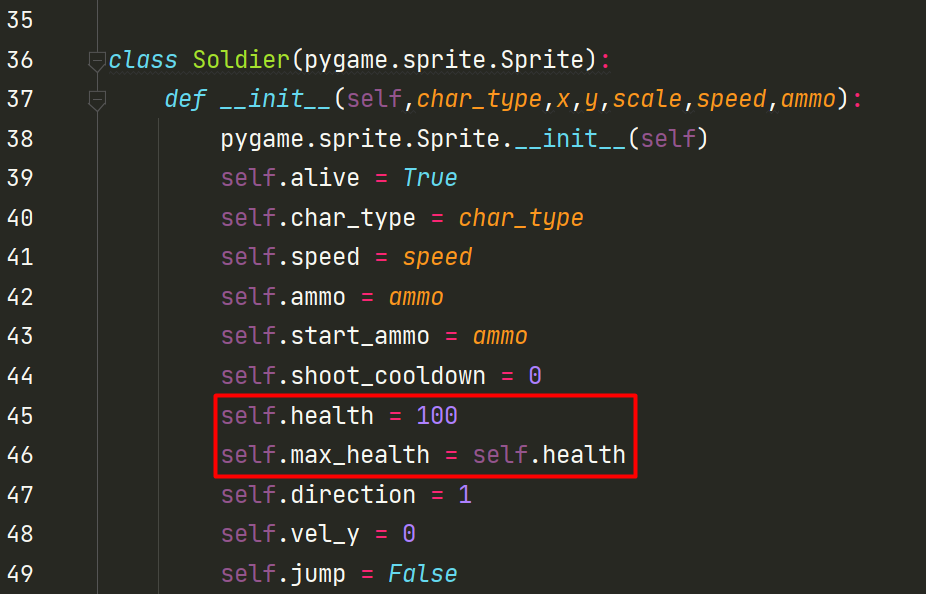 35
36 class Soldier(pygame.sprite.Sprite):
37 def __init__(self,char_type,x,y,scale,speed,ammo):
38 pygame.sprite.Sprite.__init__(self)
39 self.alive = True
40 self.char_type = char_type
41 self.speed = speed
42 self.ammo = ammo
43 self.start_ammo = ammo
44 self.shoot_cooldown = 0
45 self.health = 100
46 self.max_health = self.health
47 self.direction = 1
48 self.vel_y = 0
49 self.jump = False